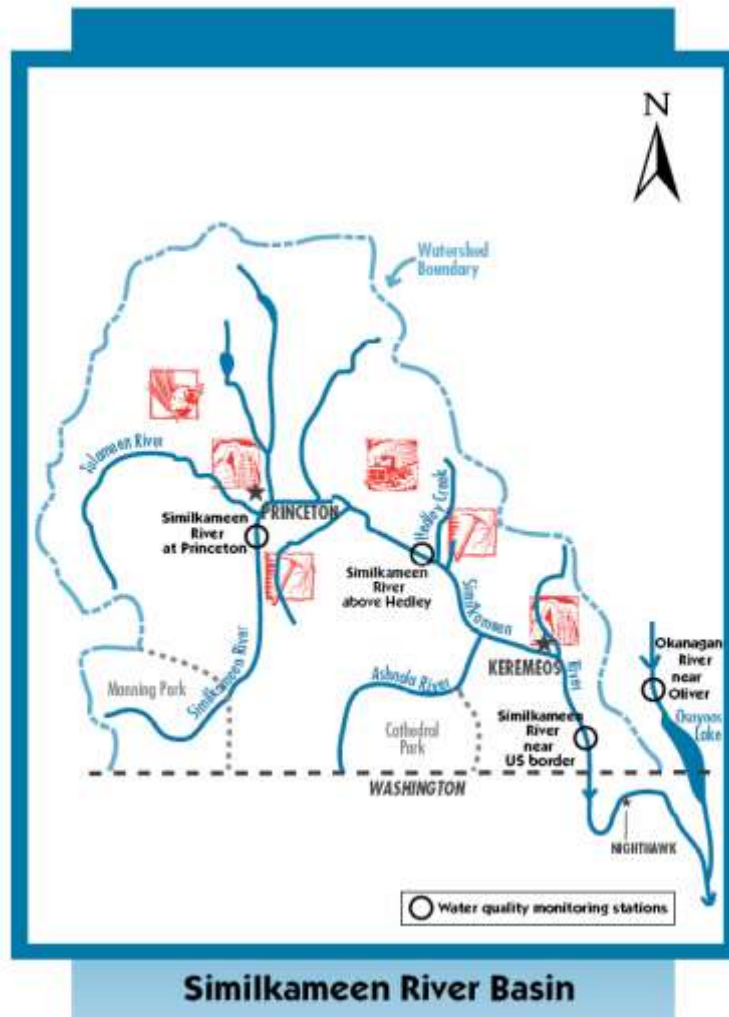 N
Watershed
Boundary
Tulameen River
PRINCETON
Similkameen
River
at Princeton
Hedley Creek
Similkameen
River
above Hedley
Similkameen
River
KEREMEOS
Okanagan
River
near
Oliver
Osoyoos
Lake
Manning Park
Similkameen River
Ashnola River
Cathedral
Park
Similkameen
River
near
US border
WASHINGTON
NIGHTHAWK
Water quality monitoring stations
Similkameen River Basin